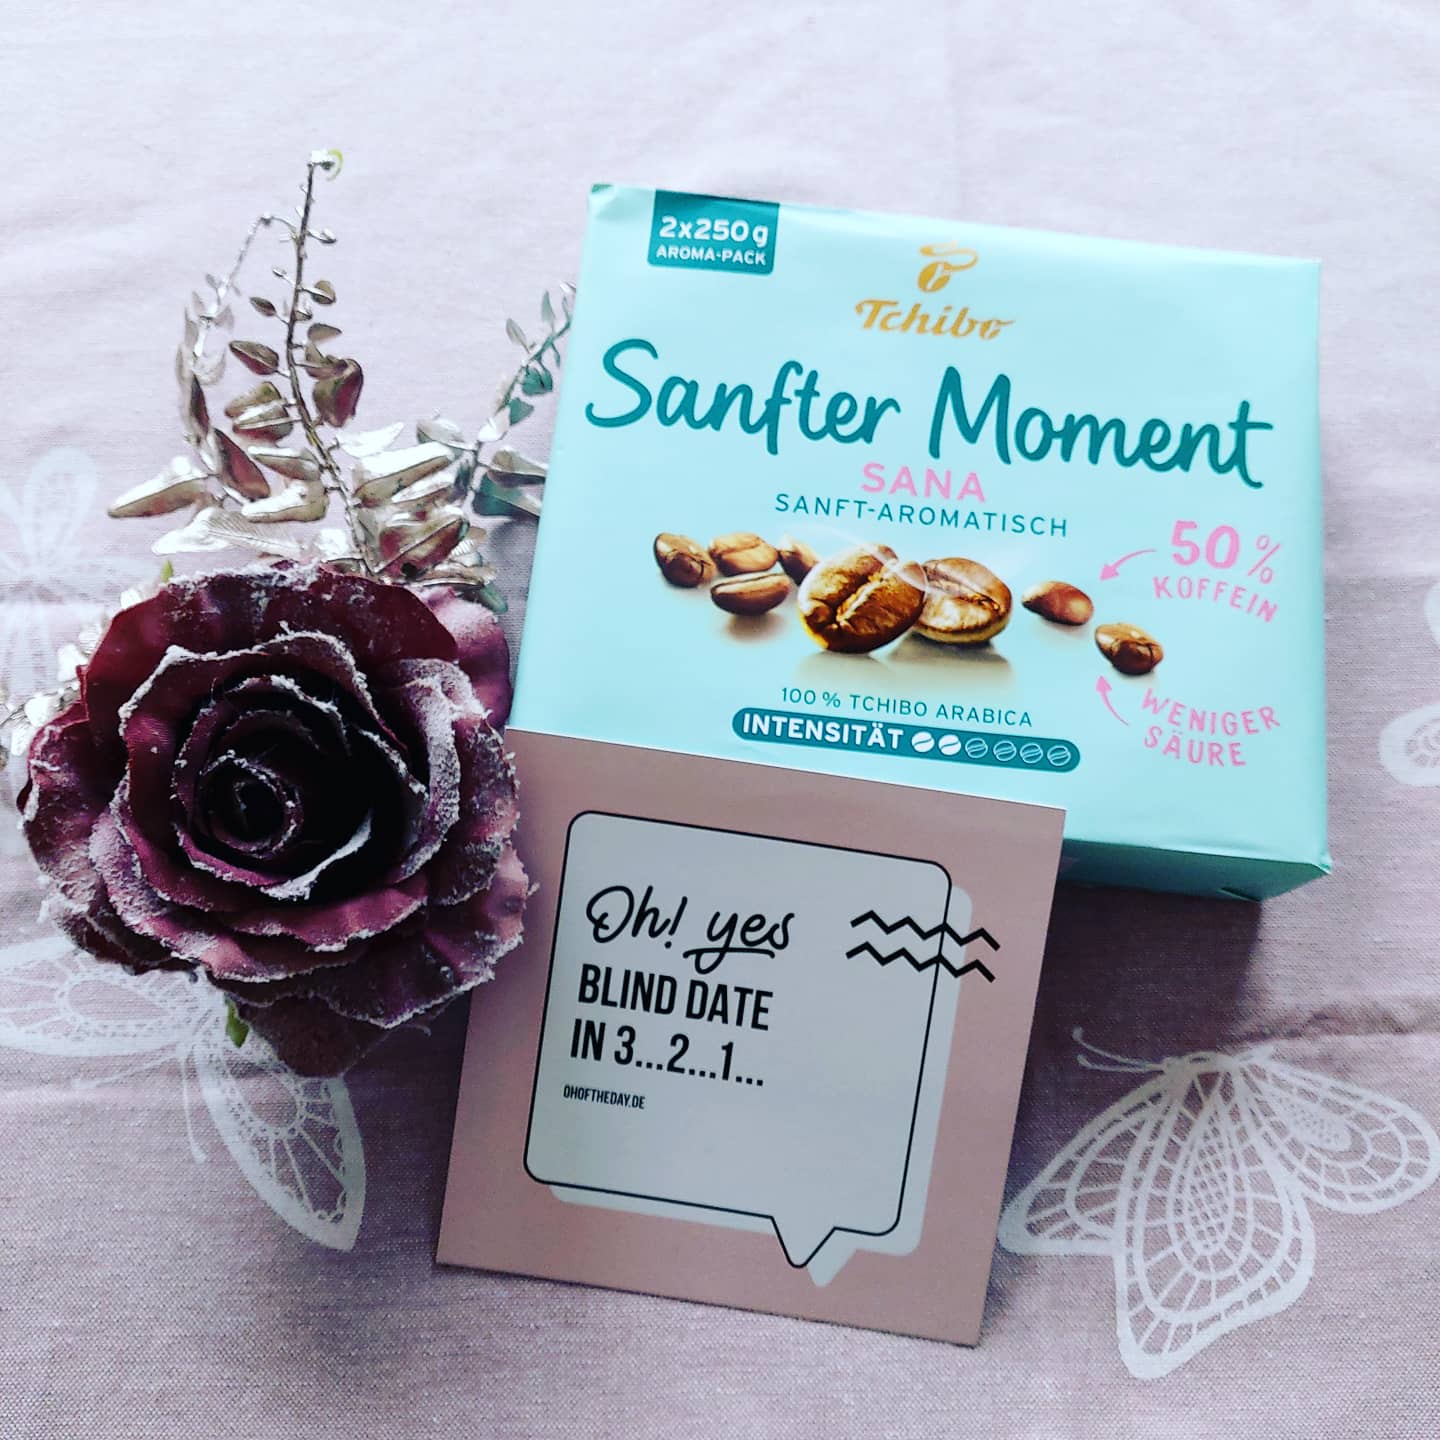 2x250g
AROMA-PACK
Tchibo
Sanfter Moment
SANA
SANFT-AROMATISCH
50%
KOFFEIN
WENIGER
SÄURE
100% TCHIBO ARABICA
INTENSITÄT
Oh! yes
BLIND DATE
IN 3...2...1...
OHOFTHEDAY.DE